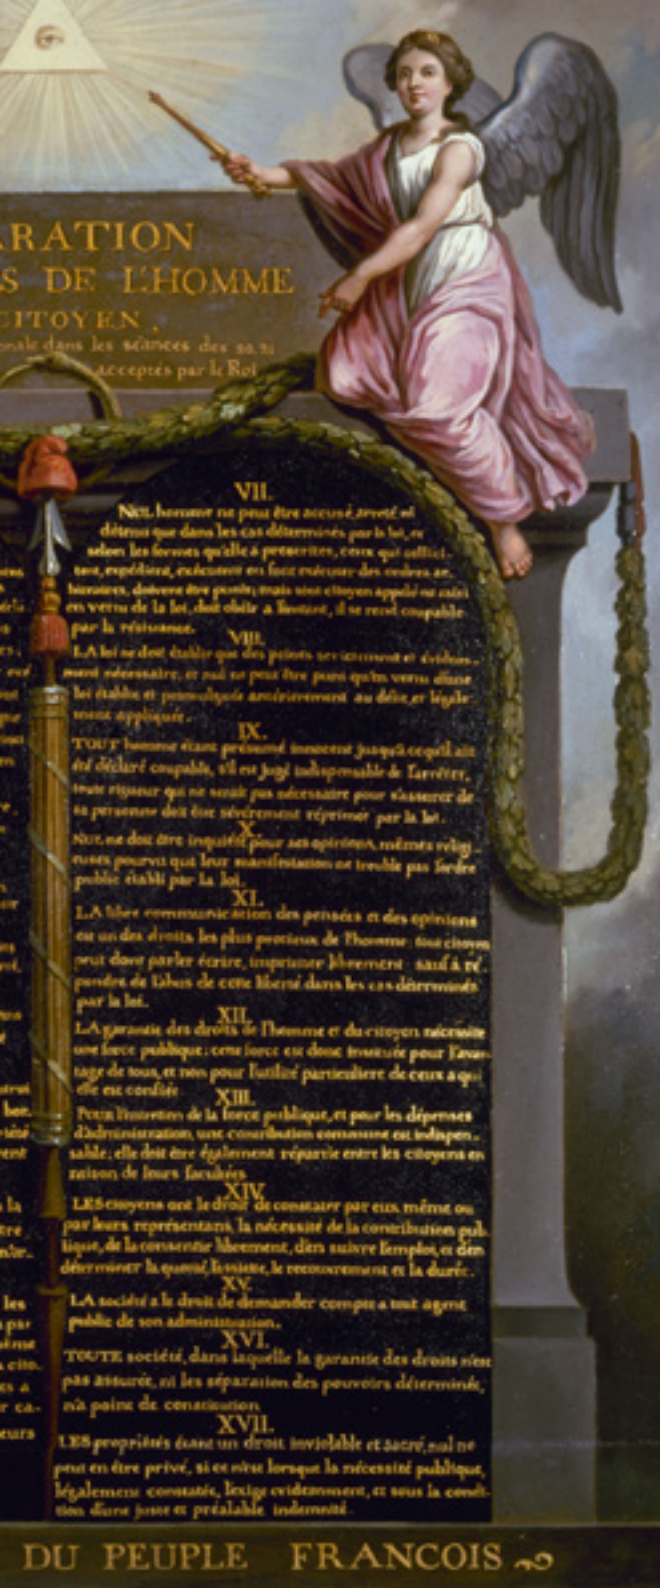 ARATION
S DE L'HOMME
CITOYEN,
onale dans les séances des 20. 21
acceptés par le Roi
VII.
NUL homme ne peut être accusé, arreté, ni
détenu que dans les cas déterminés par la loi, et
selon les formes qu'elle a prescrites, ceux qui sollici-
tent, expédient, exécutent ou font exécuter des ordres ar-
bitraires, doivent être punis; mais tout citoyen appelé ou saisi
en vertu de la loi, doit obéir a l'instant, il se rend coupable
par la résistance.
VIII.
LA loi ne doit établir que des peines strictement et évidem-
ment nécessaire, et nul ne peut être puni qu'en vertu d'une
loi établie et promulguée antérieurement au délit, et légale-
ment appliquée.
IX.
TOUT homme étant présumé innocent jusqu'à ce qu'il ait
été déclaré coupable, s'il est jugé indispensable de l'arrêter,
toute rigueur qui ne serait pas nécessaire pour s'assurer de
sa personne doit être sévèrement réprimée par la loi.
X.
NUL ne doit être inquiété pour ses opinions, mêmes religi
euses pourvu que leur manifestation ne trouble pas l'ordre
public établi par la loi.
XI.
LA libre communication des pensées et des opinions
est un des droits les plus precieux de l'homme: tout citoyen
peut dont parler écrire, imprimer librement: sauf à ré
pondre de l'abus de cette liberté dans les cas déterminés
par la loi.
XII.
LA garantie des droits de l'homme et du citoyen nécessite
une force publique; cette force est donc instituée pour l'avan-
tage de tous, et non pour l'utilité particuliere de ceux a qui
elle est confiée.
XIII.
POUR l'entretien de la force publique, et pour les dépenses
d'administration, une contribution commune est indispen-
sable; elle doit être également répartie entre les citoyens en
raison de leurs facultées
XIV.
LES citoyens ont le droit de constater par eux même ou
par leurs représentans, la nécessité de la contribution pub-
lique, de la consentir librement, d'en suivre l'emploi, et d'en
déterminer la quotité, l'assiete, le recouvrement et la durée.
XV.
LA société a le droit de demander compte a tout agent
public de son administration.
XVI.
TOUTE société, dans laquelle la garantie des droits n'est
pas assurée, ni les séparation des pouvoirs déterminée,
n'a point de constitution
XVII.
LES propriétés étant un droit inviolable et sacré, nul ne
peut en être privé, si ce n'est lorsque la nécessité publique,
légalement constatée, l'exige evidemment, et sous la condi-
tion d'une juste et préalable indemnité.
DU PEUPLE FRANCOIS